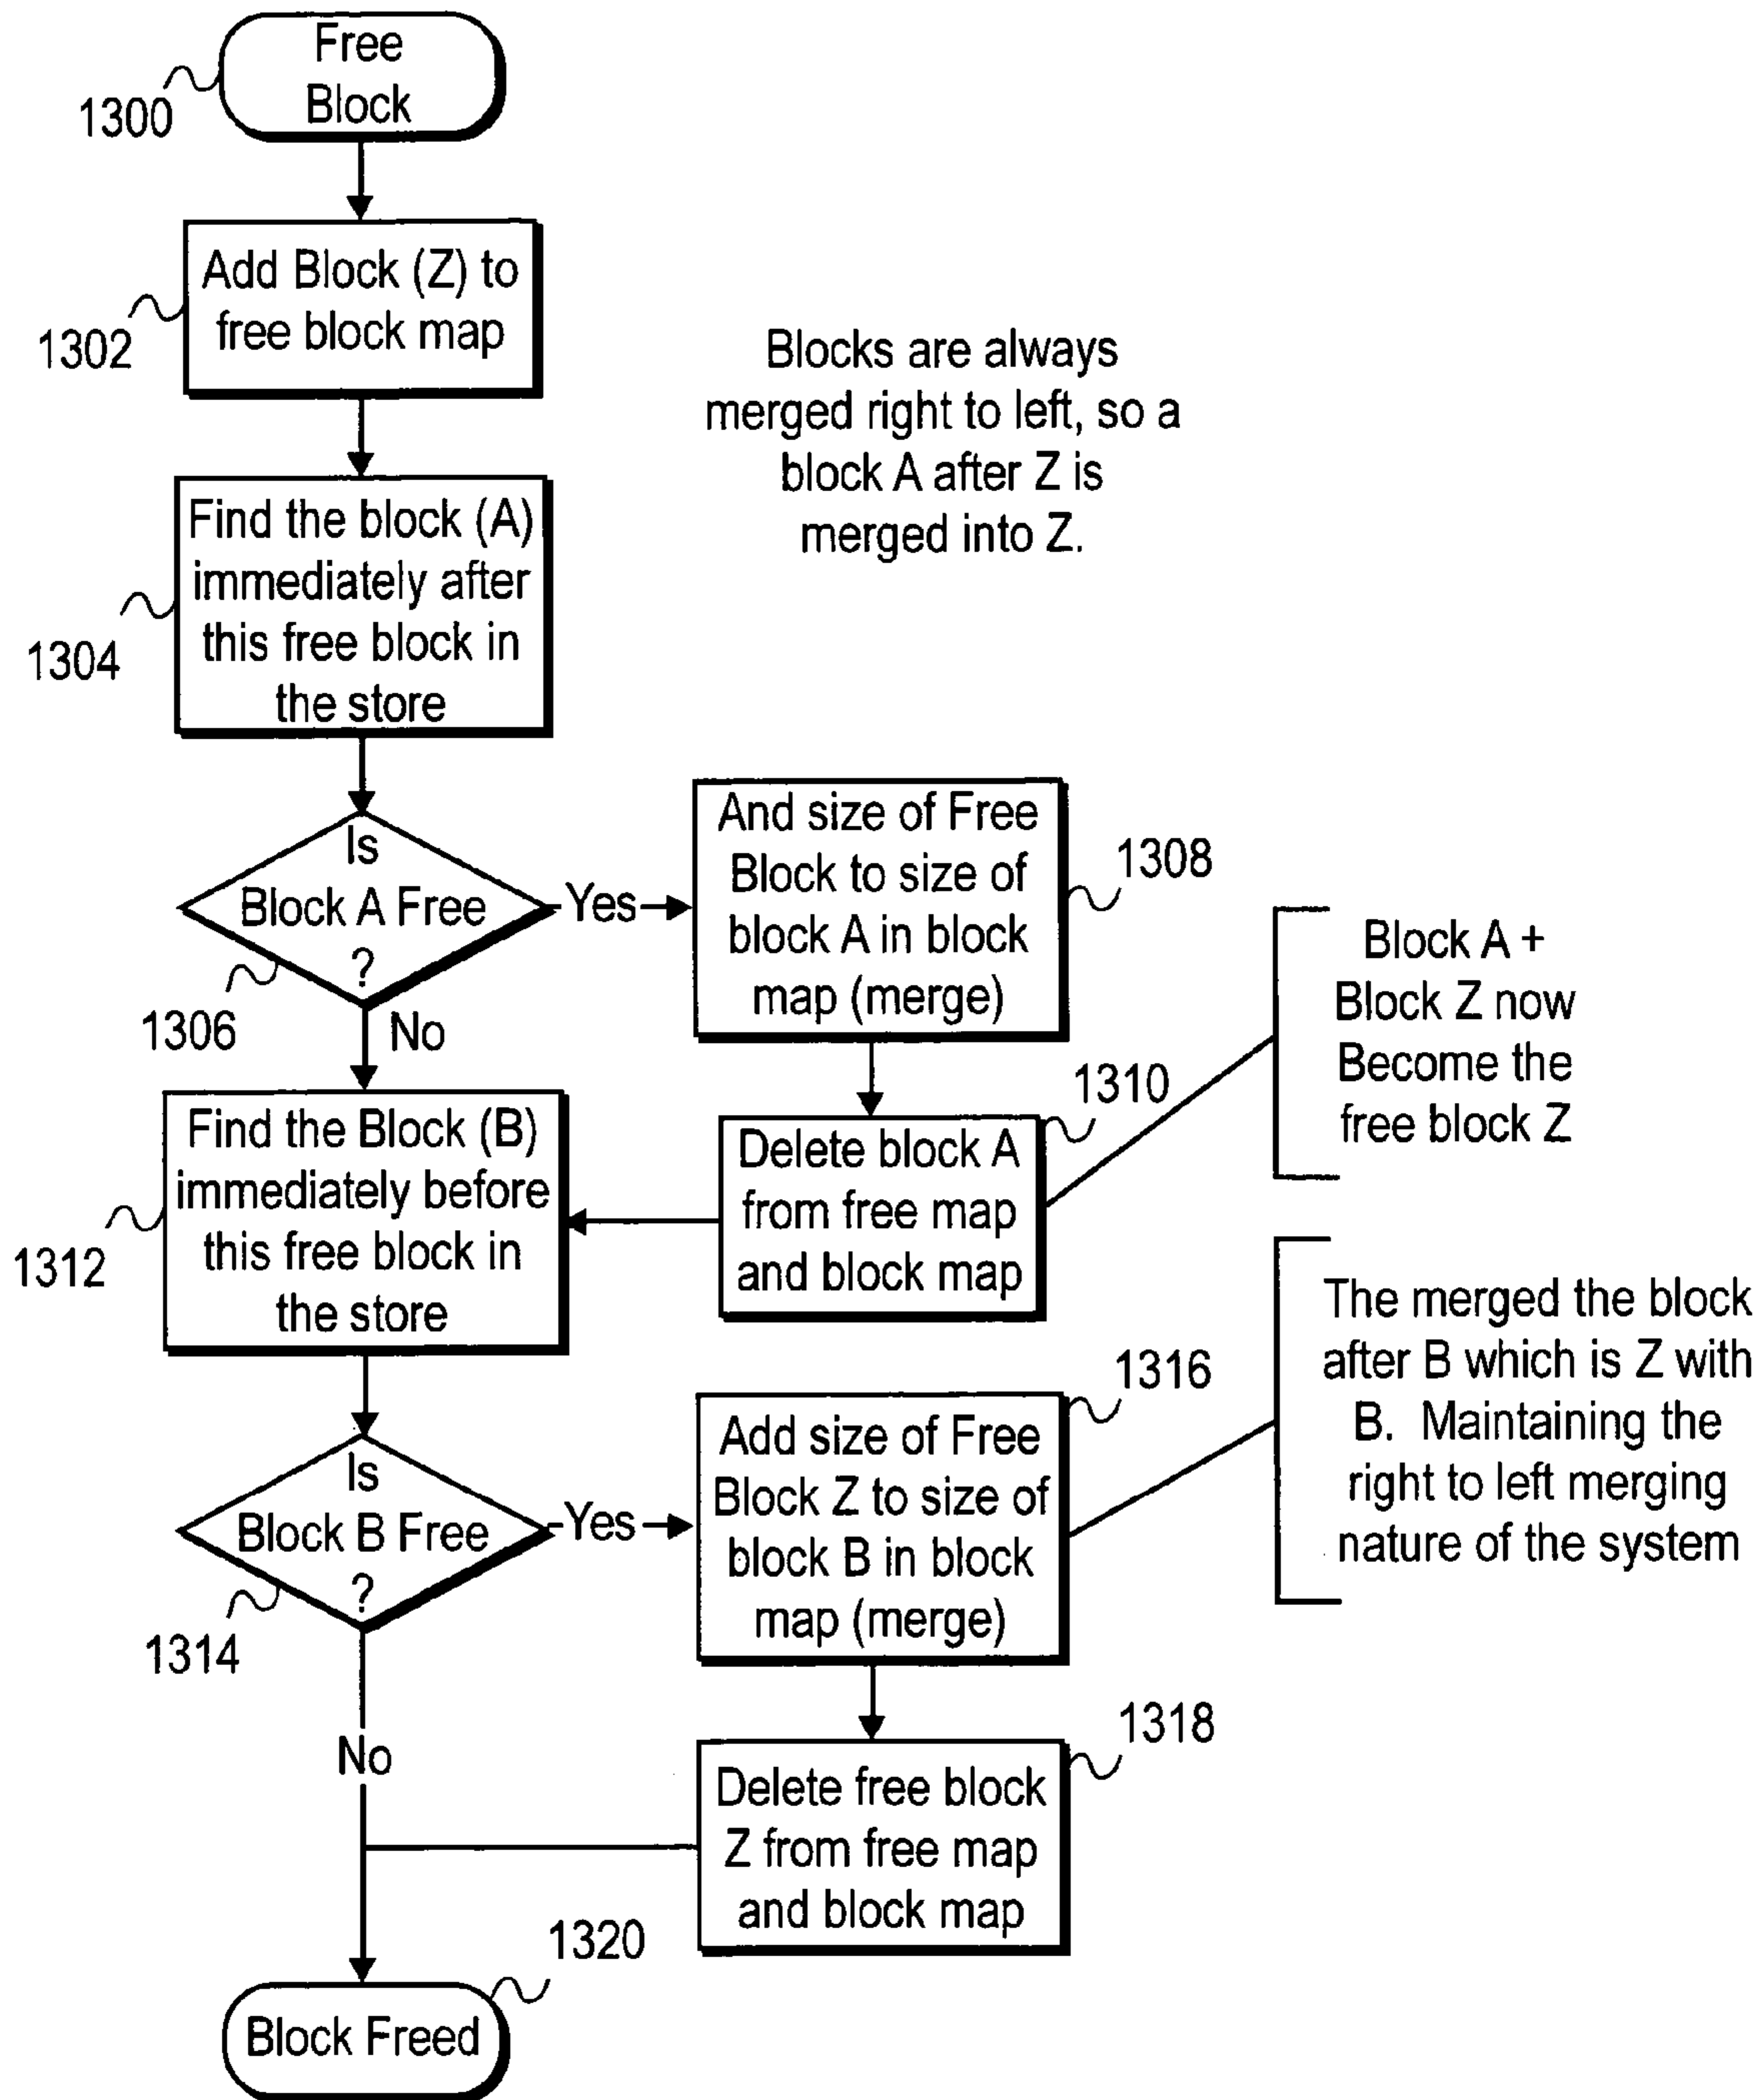 Free
Block
1300
Add Block (Z) to
free block map
1302
Blocks are always
merged right to left, so a
block A after Z is
merged into Z.
Find the block (A)
immediately after
this free block in
the store
1304
Is
Block A Free
?
1306
Yes
No
And size of Free
Block to size of
block A in block
map (merge)
1308
Block A +
Block Z now
Become the
free block Z
1310
Delete block A
from free map
and block map
Find the Block (B)
immediately before
this free block in
the store
1312
The merged the block
after B which is Z with
B. Maintaining the
right to left merging
nature of the system
Is
Block B Free
?
1314
Yes
No
1316
Add size of Free
Block Z to size of
block B in block
map (merge)
1318
Delete free block
Z from free map
and block map
1320
Block Freed